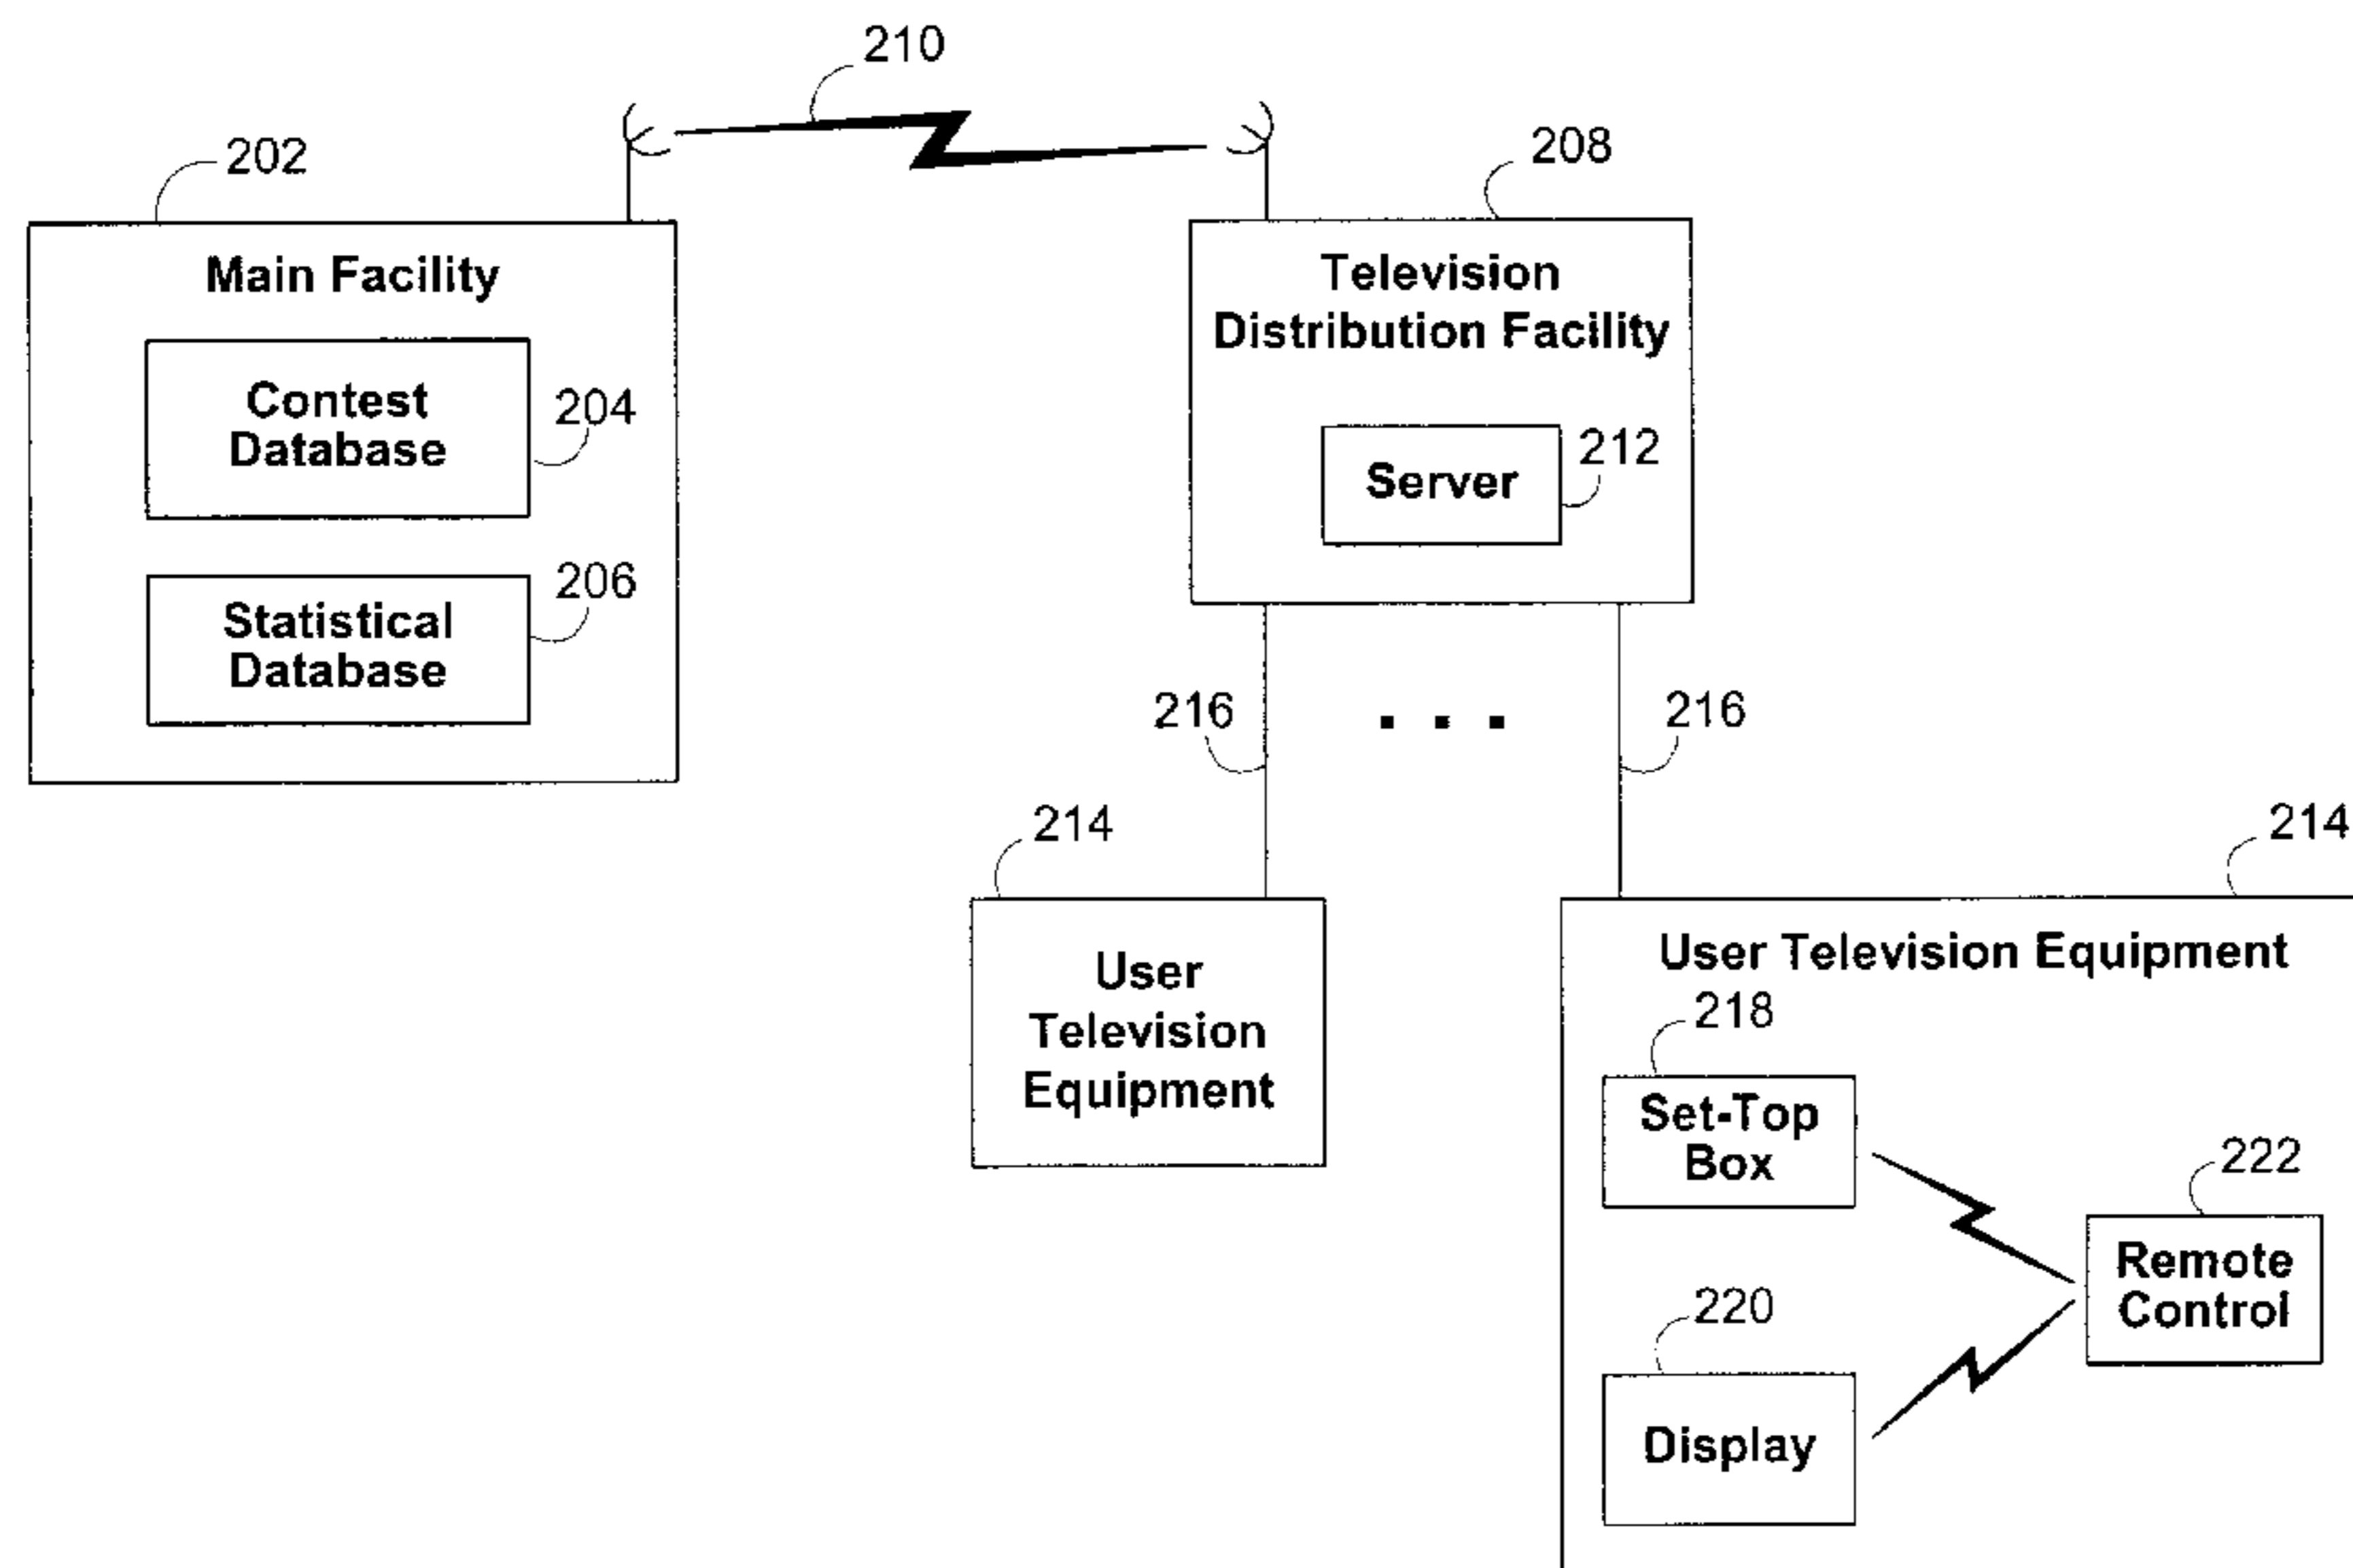 210
202
208
Main Facility
Contest
Database
204
Statistical
Database
206
Television
Distribution Facility
Server
212
216
216
214
User
Television
Equipment
214
User Television Equipment
218
Set-Top
Box
222
Remote
Control
220
Display